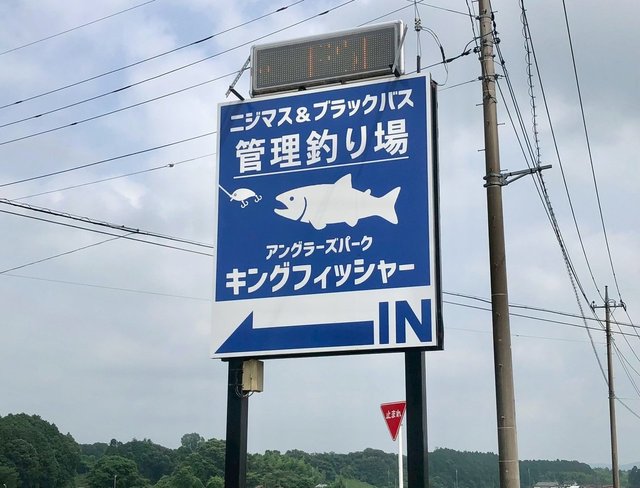 ニジマス&ブラックバス
管理釣り場
アングラーズパーク
キングフィッシャー
IN
止まれ